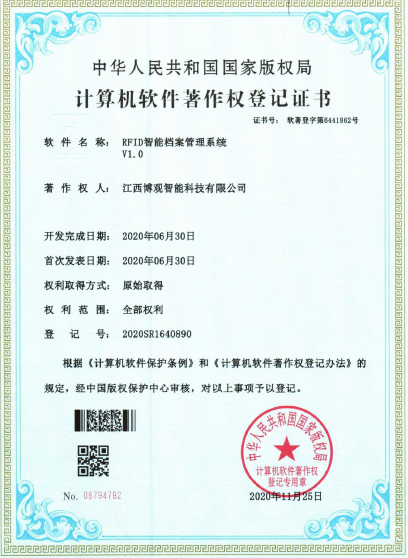 中华人民共和国国家版权局
计算机软件著作权登记证书
证书号： 软著登字第6441862号
软件名称： RFID智能档案管理系统
V1.0
著作权人： 江西博观智能科技有限公司
开发完成日期： 2020年06月30日
首次发表日期： 2020年06月30日
权利取得方式： 原始取得
权利范围： 全部权利
登记号： 2020SR1640890
根据《计算机软件保护条例》和《计算机软件著作权登记办法》的
规定，经中国版权保护中心审核，对以上事项予以登记。
中华人民共和国国家版权局
计算机软件著作权
登记专用章
No. 06794792
2020年11月25日